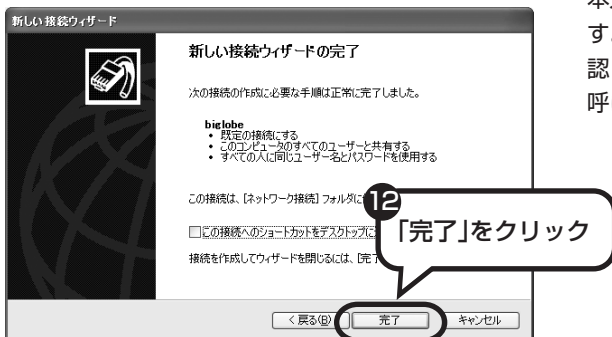 新しい接続ウィザード
新しい接続ウィザードの完了
次の接続の作成に必要な手順は正常に完了しました。
biglobe
• 既定の接続にする
• このコンピュータのすべてのユーザーと共有する
• すべての人に同じユーザー名とパスワードを使用する
この接続は、[ネットワーク接続] フォルダに
この接続へのショートカットをデスクトップに
接続を作成してウィザードを閉じるには、[完了
12
「完了」をクリック
< 戻る(B)
完了
キャンセル
す
認
呼